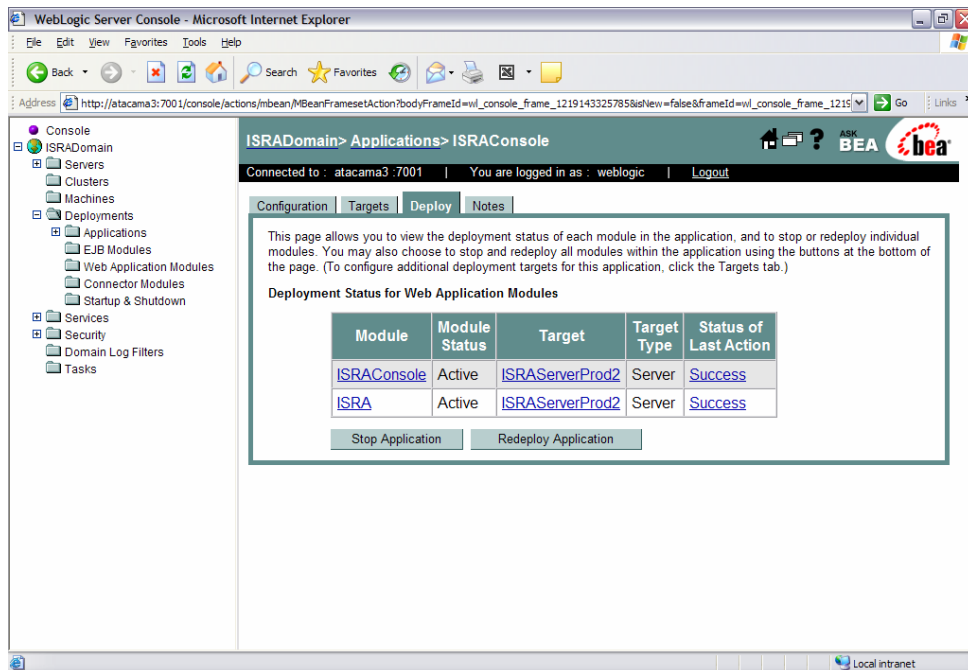 WebLogic Server Console - Microsoft Internet Explorer
File Edit View Favorites Tools Help
Back Search Favorites
Address http://atacama3:7001/console/actions/mbean/MBeanFramesetAction?bodyFrameId=wl_console_frame_1219143325785&isNew=false&frameId=wl_console_frame_1219 Go Links
Console
ISRADomain
Servers
Clusters
Machines
Deployments
Applications
EJB Modules
Web Application Modules
Connector Modules
Startup & Shutdown
Services
Security
Domain Log Filters
Tasks
ISRADomain> Applications> ISRAConsole
? ASK BEA bea
Connected to : atacama3 :7001 | You are logged in as : weblogic | Logout
Configuration Targets Deploy Notes
This page allows you to view the deployment status of each module in the application, and to stop or redeploy individual
modules. You may also choose to stop and redeploy all modules within the application using the buttons at the bottom of
the page. (To configure additional deployment targets for this application, click the Targets tab.)
Deployment Status for Web Application Modules
Module Module Status Target Target Type Status of Last Action
ISRAConsole Active ISRAServerProd2 Server Success
ISRA Active ISRAServerProd2 Server Success
Stop Application Redeploy Application
Local intranet